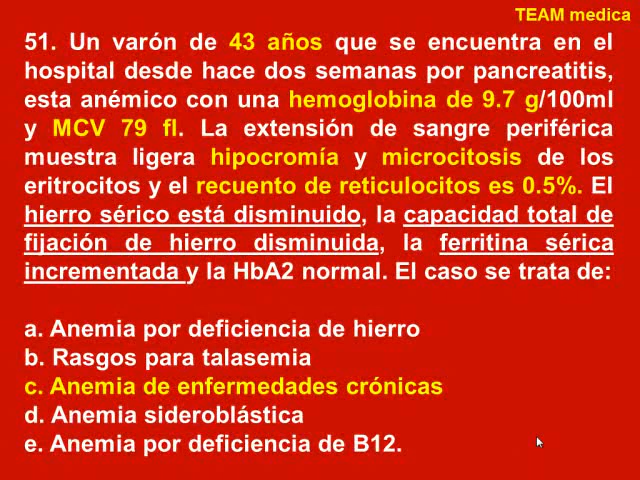 TEAM medica
51. Un varón de 43 años que se encuentra en el
hospital desde hace dos semanas por pancreatitis,
esta anémico con una hemoglobina de 9.7 g/100ml
y MCV 79 fl. La extensión de sangre periférica
muestra ligera hipocromía y microcitosis de los
eritrocitos y el recuento de reticulocitos es 0.5%. El
hierro sérico está disminuido, la capacidad total de
fijación de hierro disminuida, la ferritina sérica
incrementada y la HbA2 normal. El caso se trata de:
a. Anemia por deficiencia de hierro
b. Rasgos para talasemia
c. Anemia de enfermedades crónicas
d. Anemia sideroblástica
e. Anemia por deficiencia de B12.